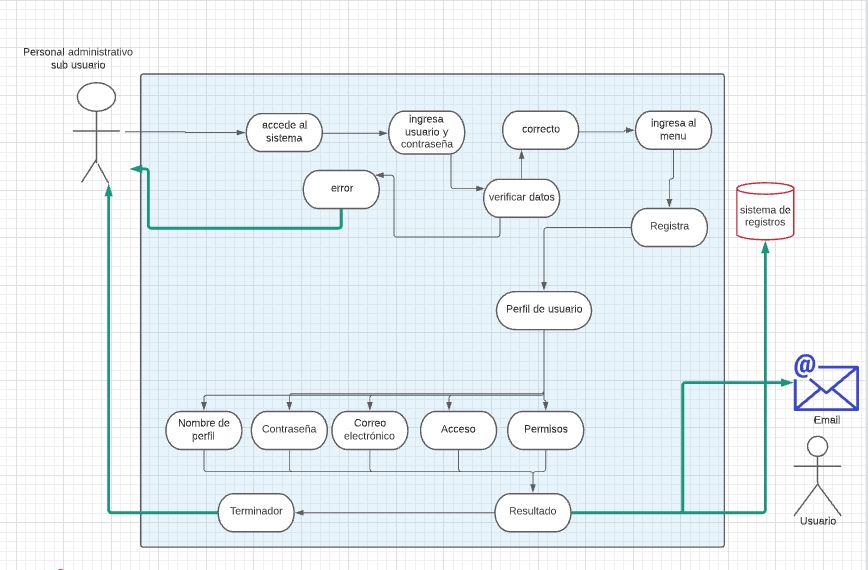 Personal administrativo
sub usuario
accede al
sistema
ingresa
usuario y
contraseña
correcto
ingresa al
menu
error
verificar datos
sistema de
registros
Registra
Perfil de usuario
@
Email
Nombre de
perfil
Contraseña
Correo
electrónico
Acceso
Permisos
Terminador
Resultado
Usuario